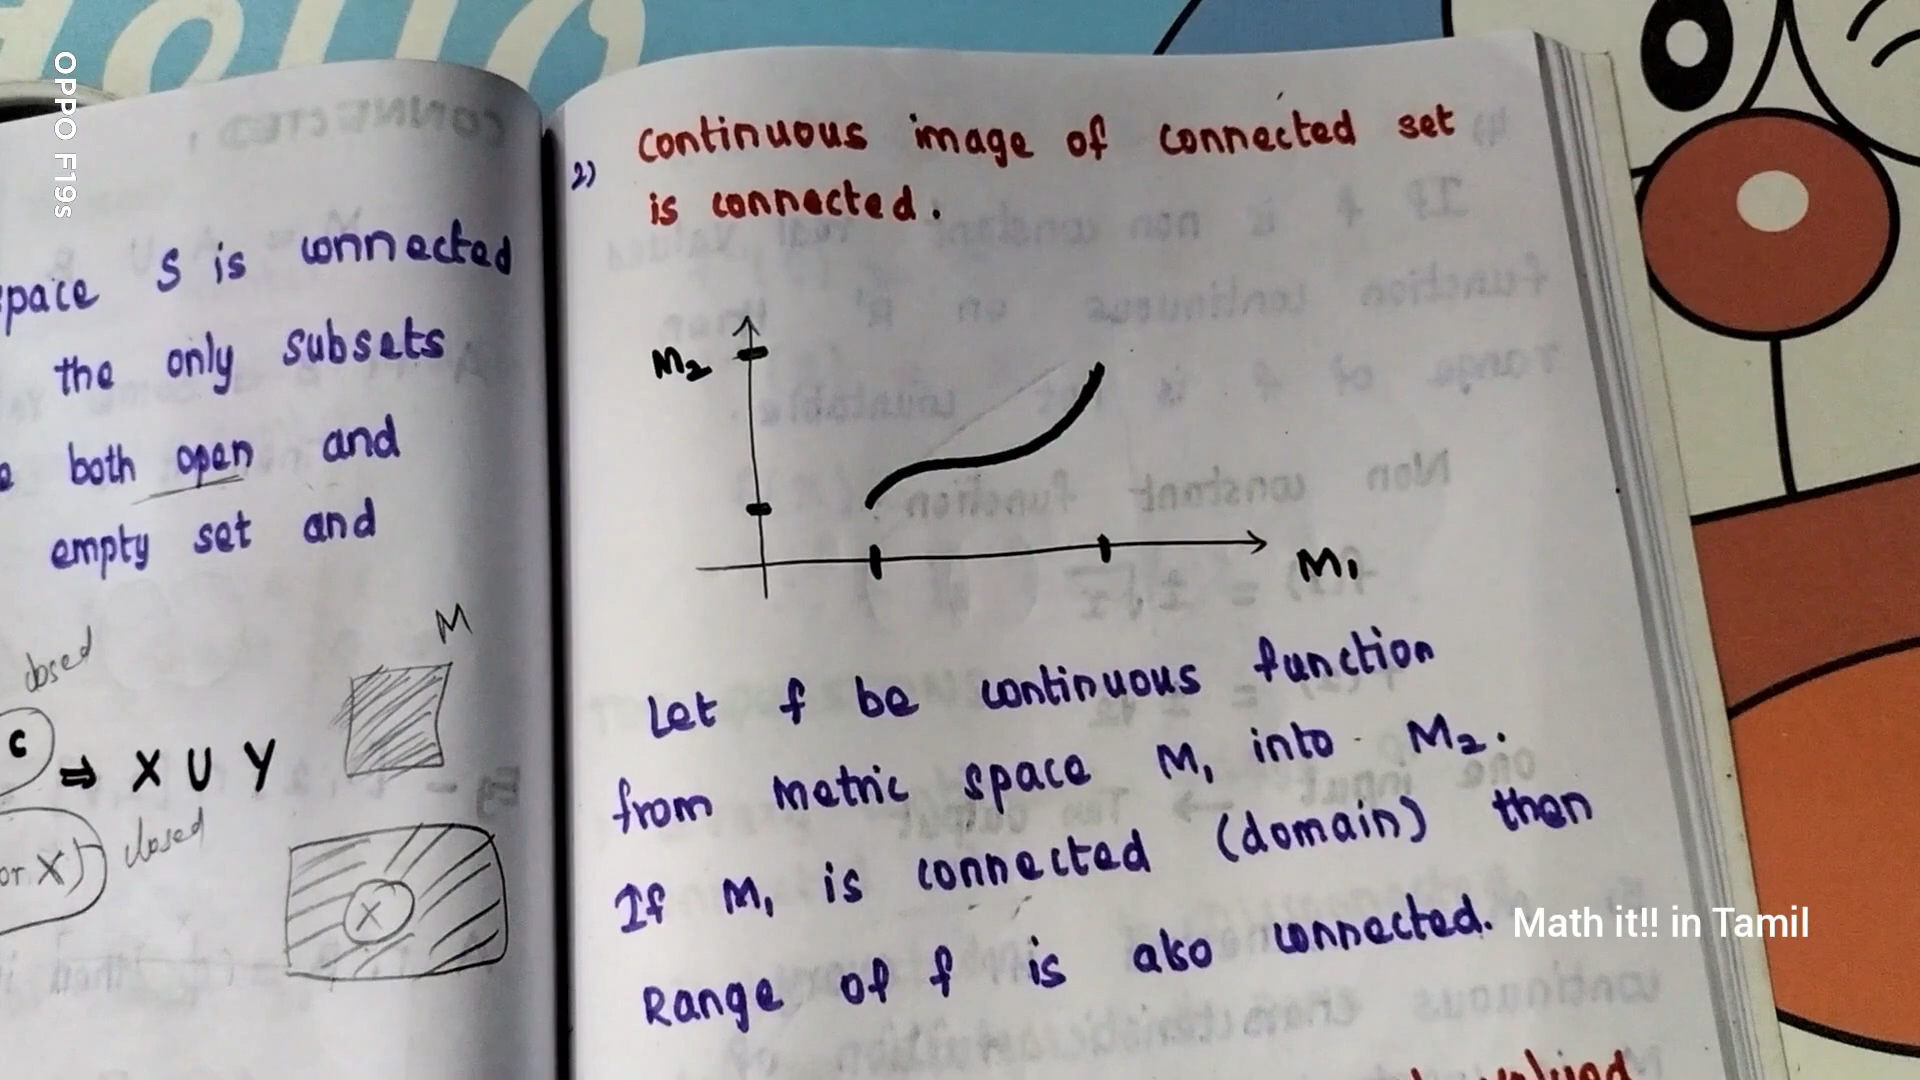 OPPO F19s
space S is connected
the only subsets
both open and
empty set and
closed
M
C ⇒ X U Y
or X)
closed
X
2) Continuous image of connected set
is connected.
M₂
M₁
Let f be continuous function
from metric space M₁ into M₂.
If M₁ is connected (domain) then
Range of f is also connected.
Math it!! in Tamil